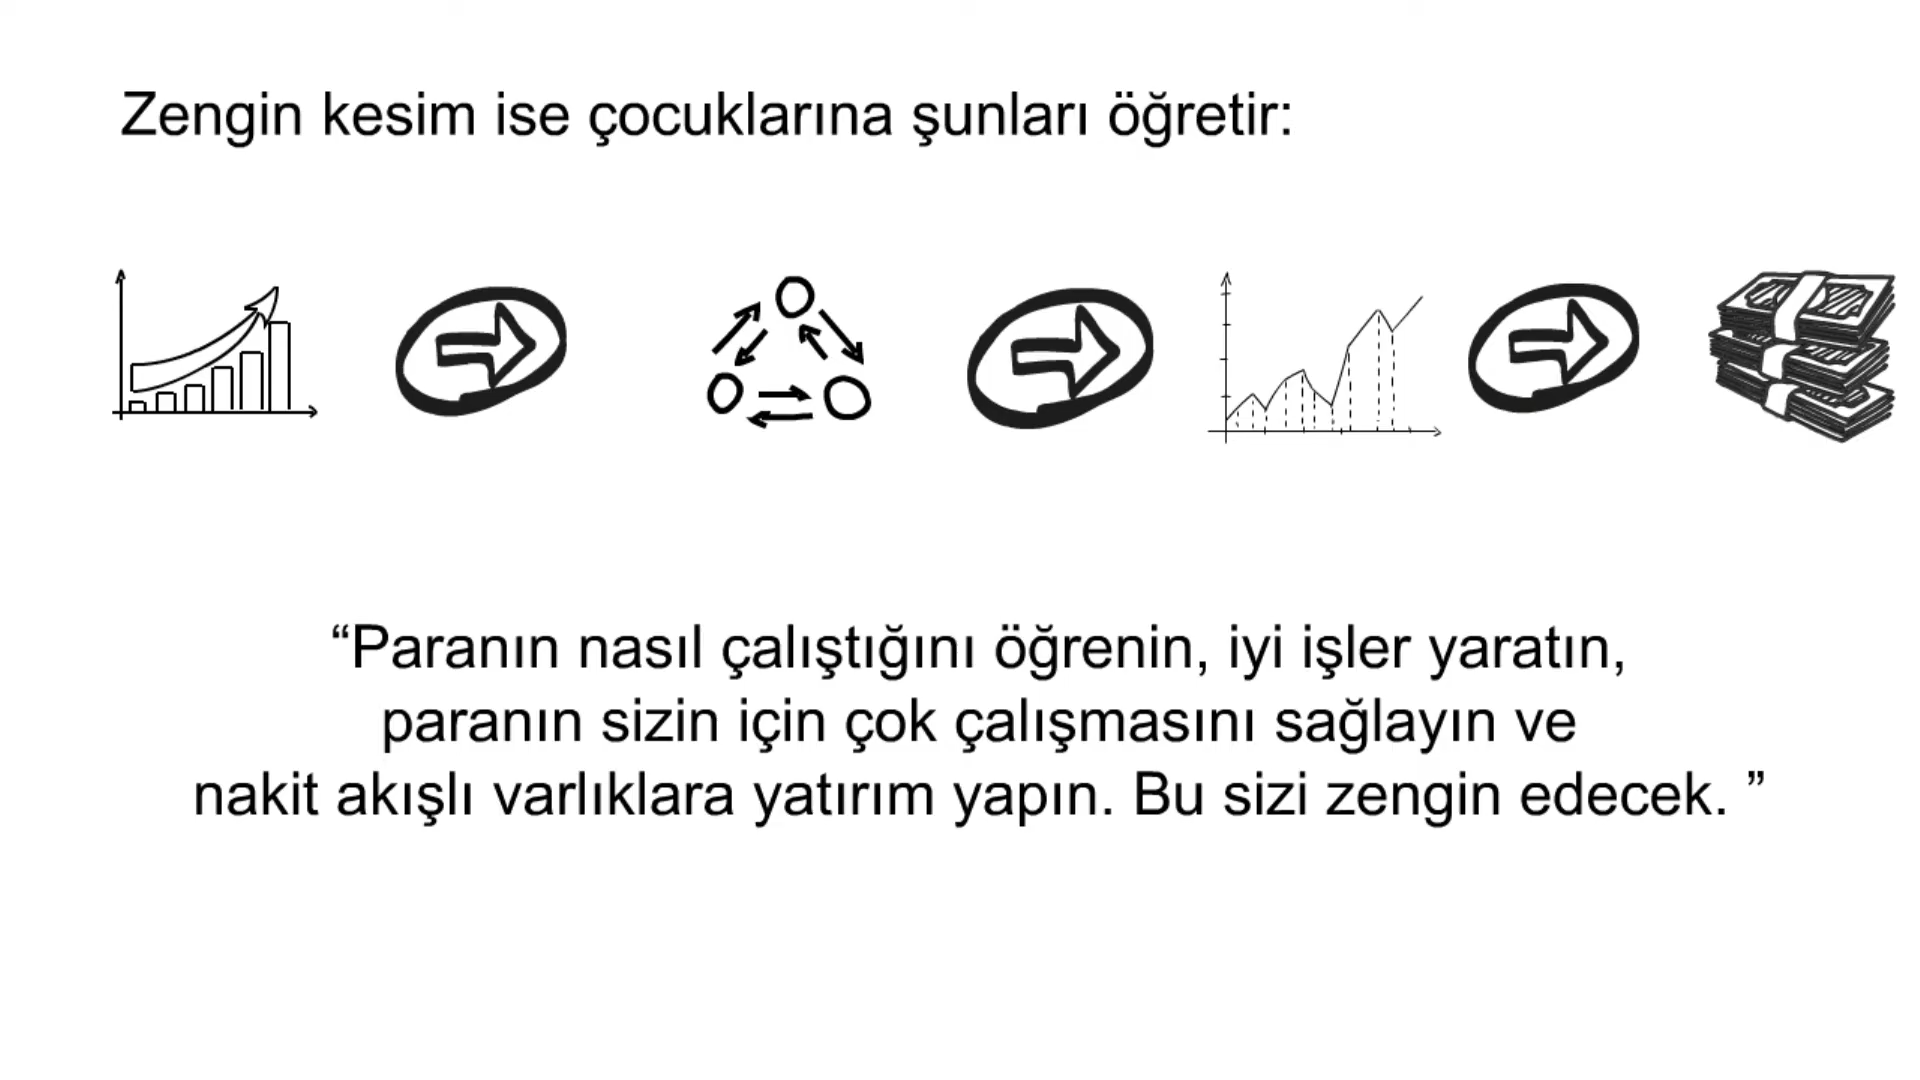 Zengin kesim ise çocuklarına şunları öğretir:
“Paranın nasıl çalıştığını öğrenin, iyi işler yaratın,
paranın sizin için çok çalışmasını sağlayın ve
nakit akışlı varlıklara yatırım yapın. Bu sizi zengin edecek. ”